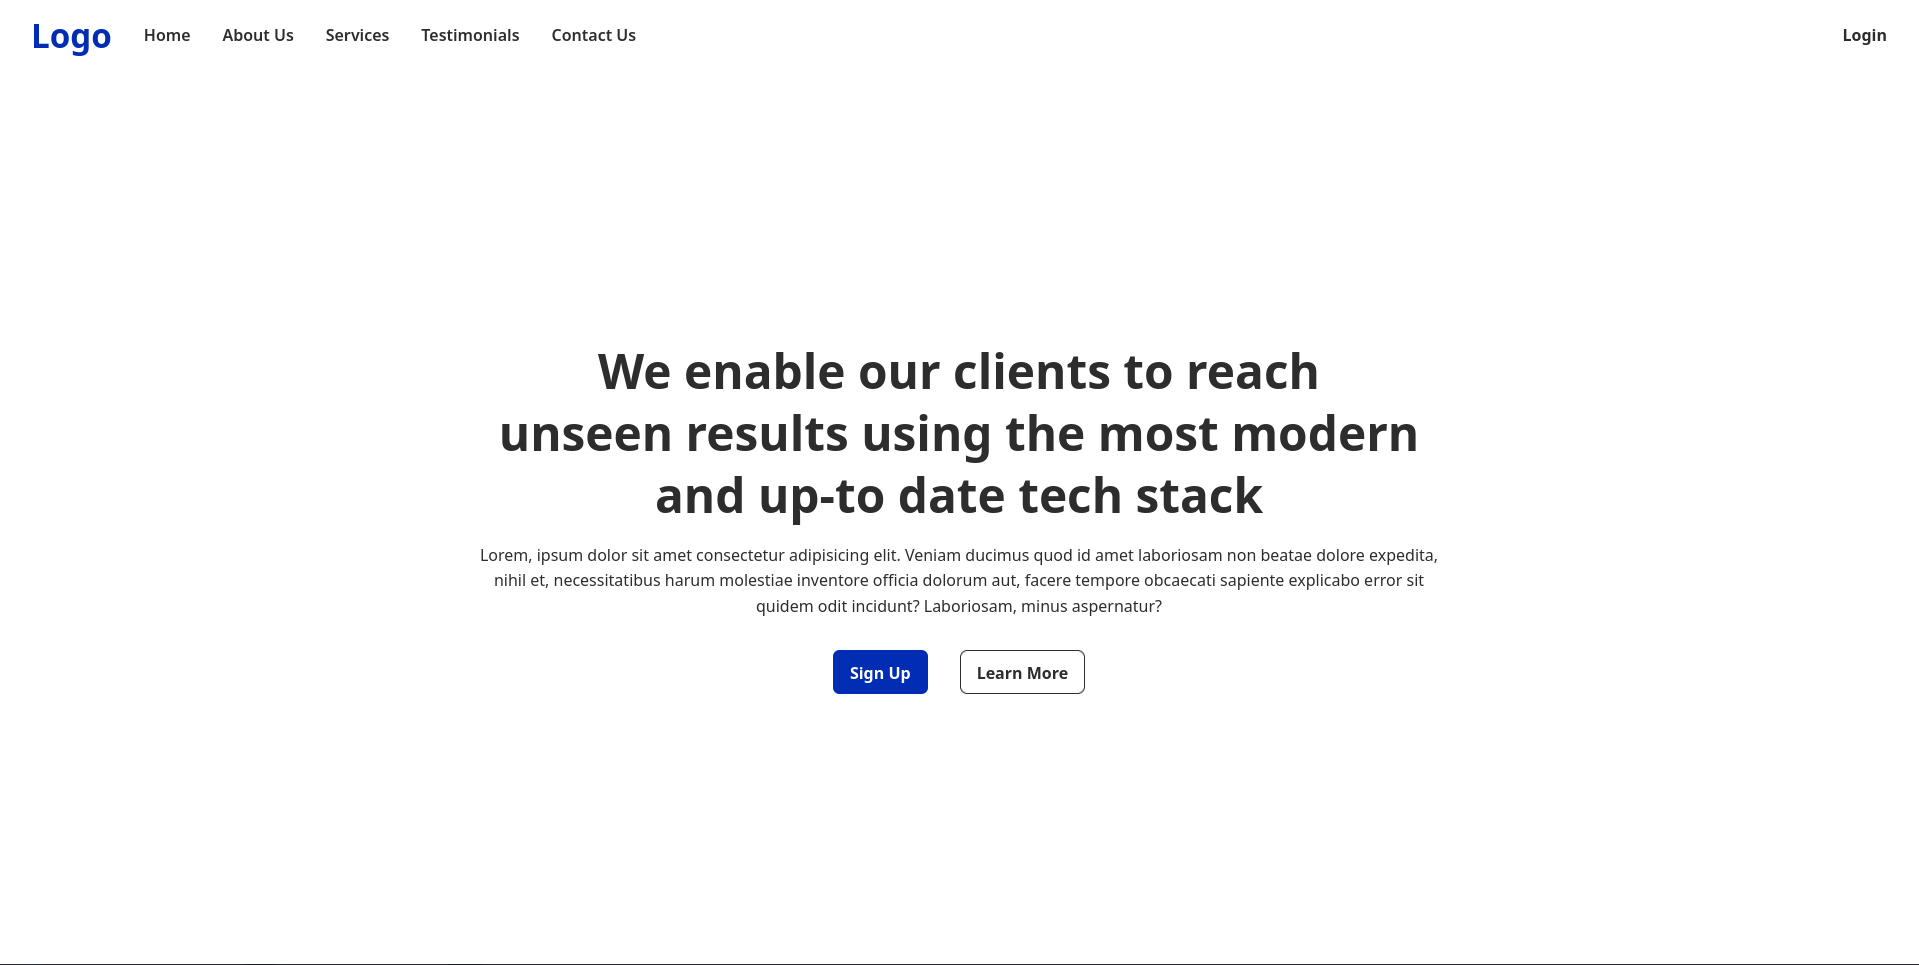 Logo Home About Us Services Testimonials Contact Us Login
We enable our clients to reach
unseen results using the most modern
and up-to date tech stack
Lorem, ipsum dolor sit amet consectetur adipisicing elit. Veniam ducimus quod id amet laboriosam non beatae dolore expedita,
nihil et, necessitatibus harum molestiae inventore officia dolorum aut, facere tempore obcaecati sapiente explicabo error sit
quidem odit incidunt? Laboriosam, minus aspernatur?
Sign Up Learn More